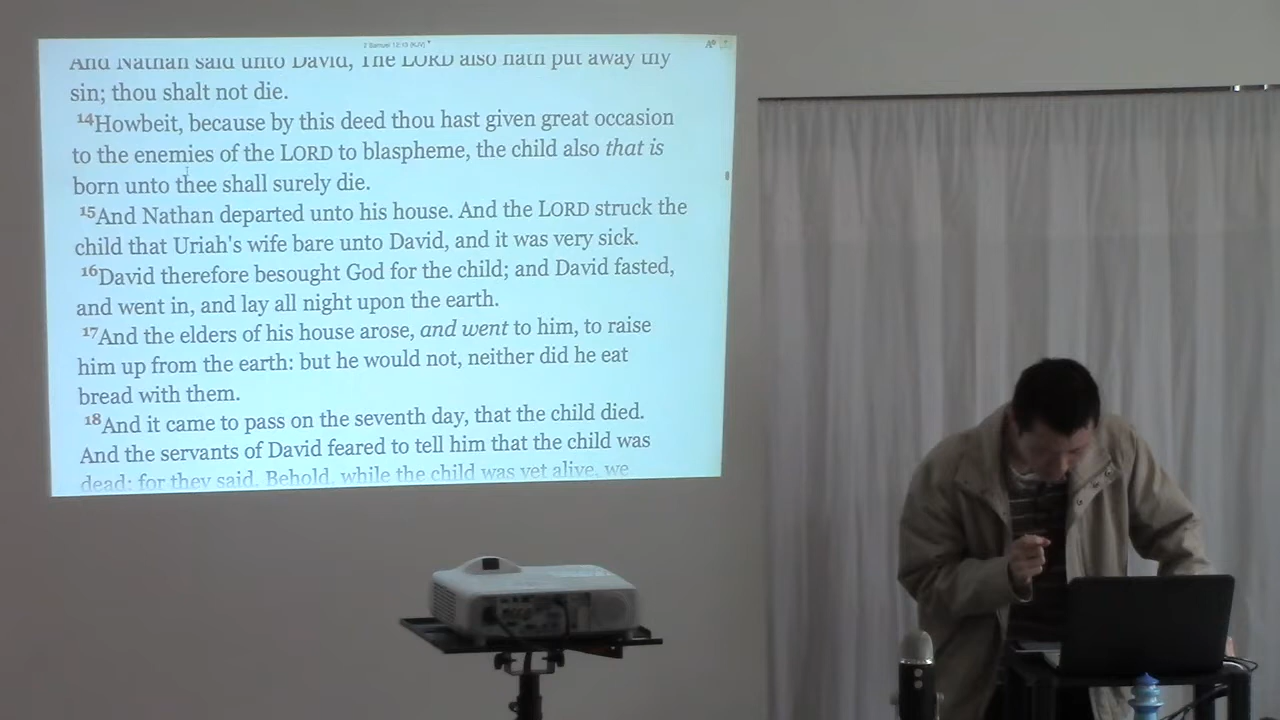 2 Samuel 12:13 (KJV)
And Nathan said unto David, The LORD also hath put away thy
sin; thou shalt not die.
14Howbeit, because by this deed thou hast given great occasion
to the enemies of the LORD to blaspheme, the child also that is
born unto thee shall surely die.
15And Nathan departed unto his house. And the LORD struck the
child that Uriah's wife bare unto David, and it was very sick.
16David therefore besought God for the child; and David fasted,
and went in, and lay all night upon the earth.
17And the elders of his house arose, and went to him, to raise
him up from the earth: but he would not, neither did he eat
bread with them.
18And it came to pass on the seventh day, that the child died.
And the servants of David feared to tell him that the child was
dead: for they said, Behold, while the child was yet alive, we